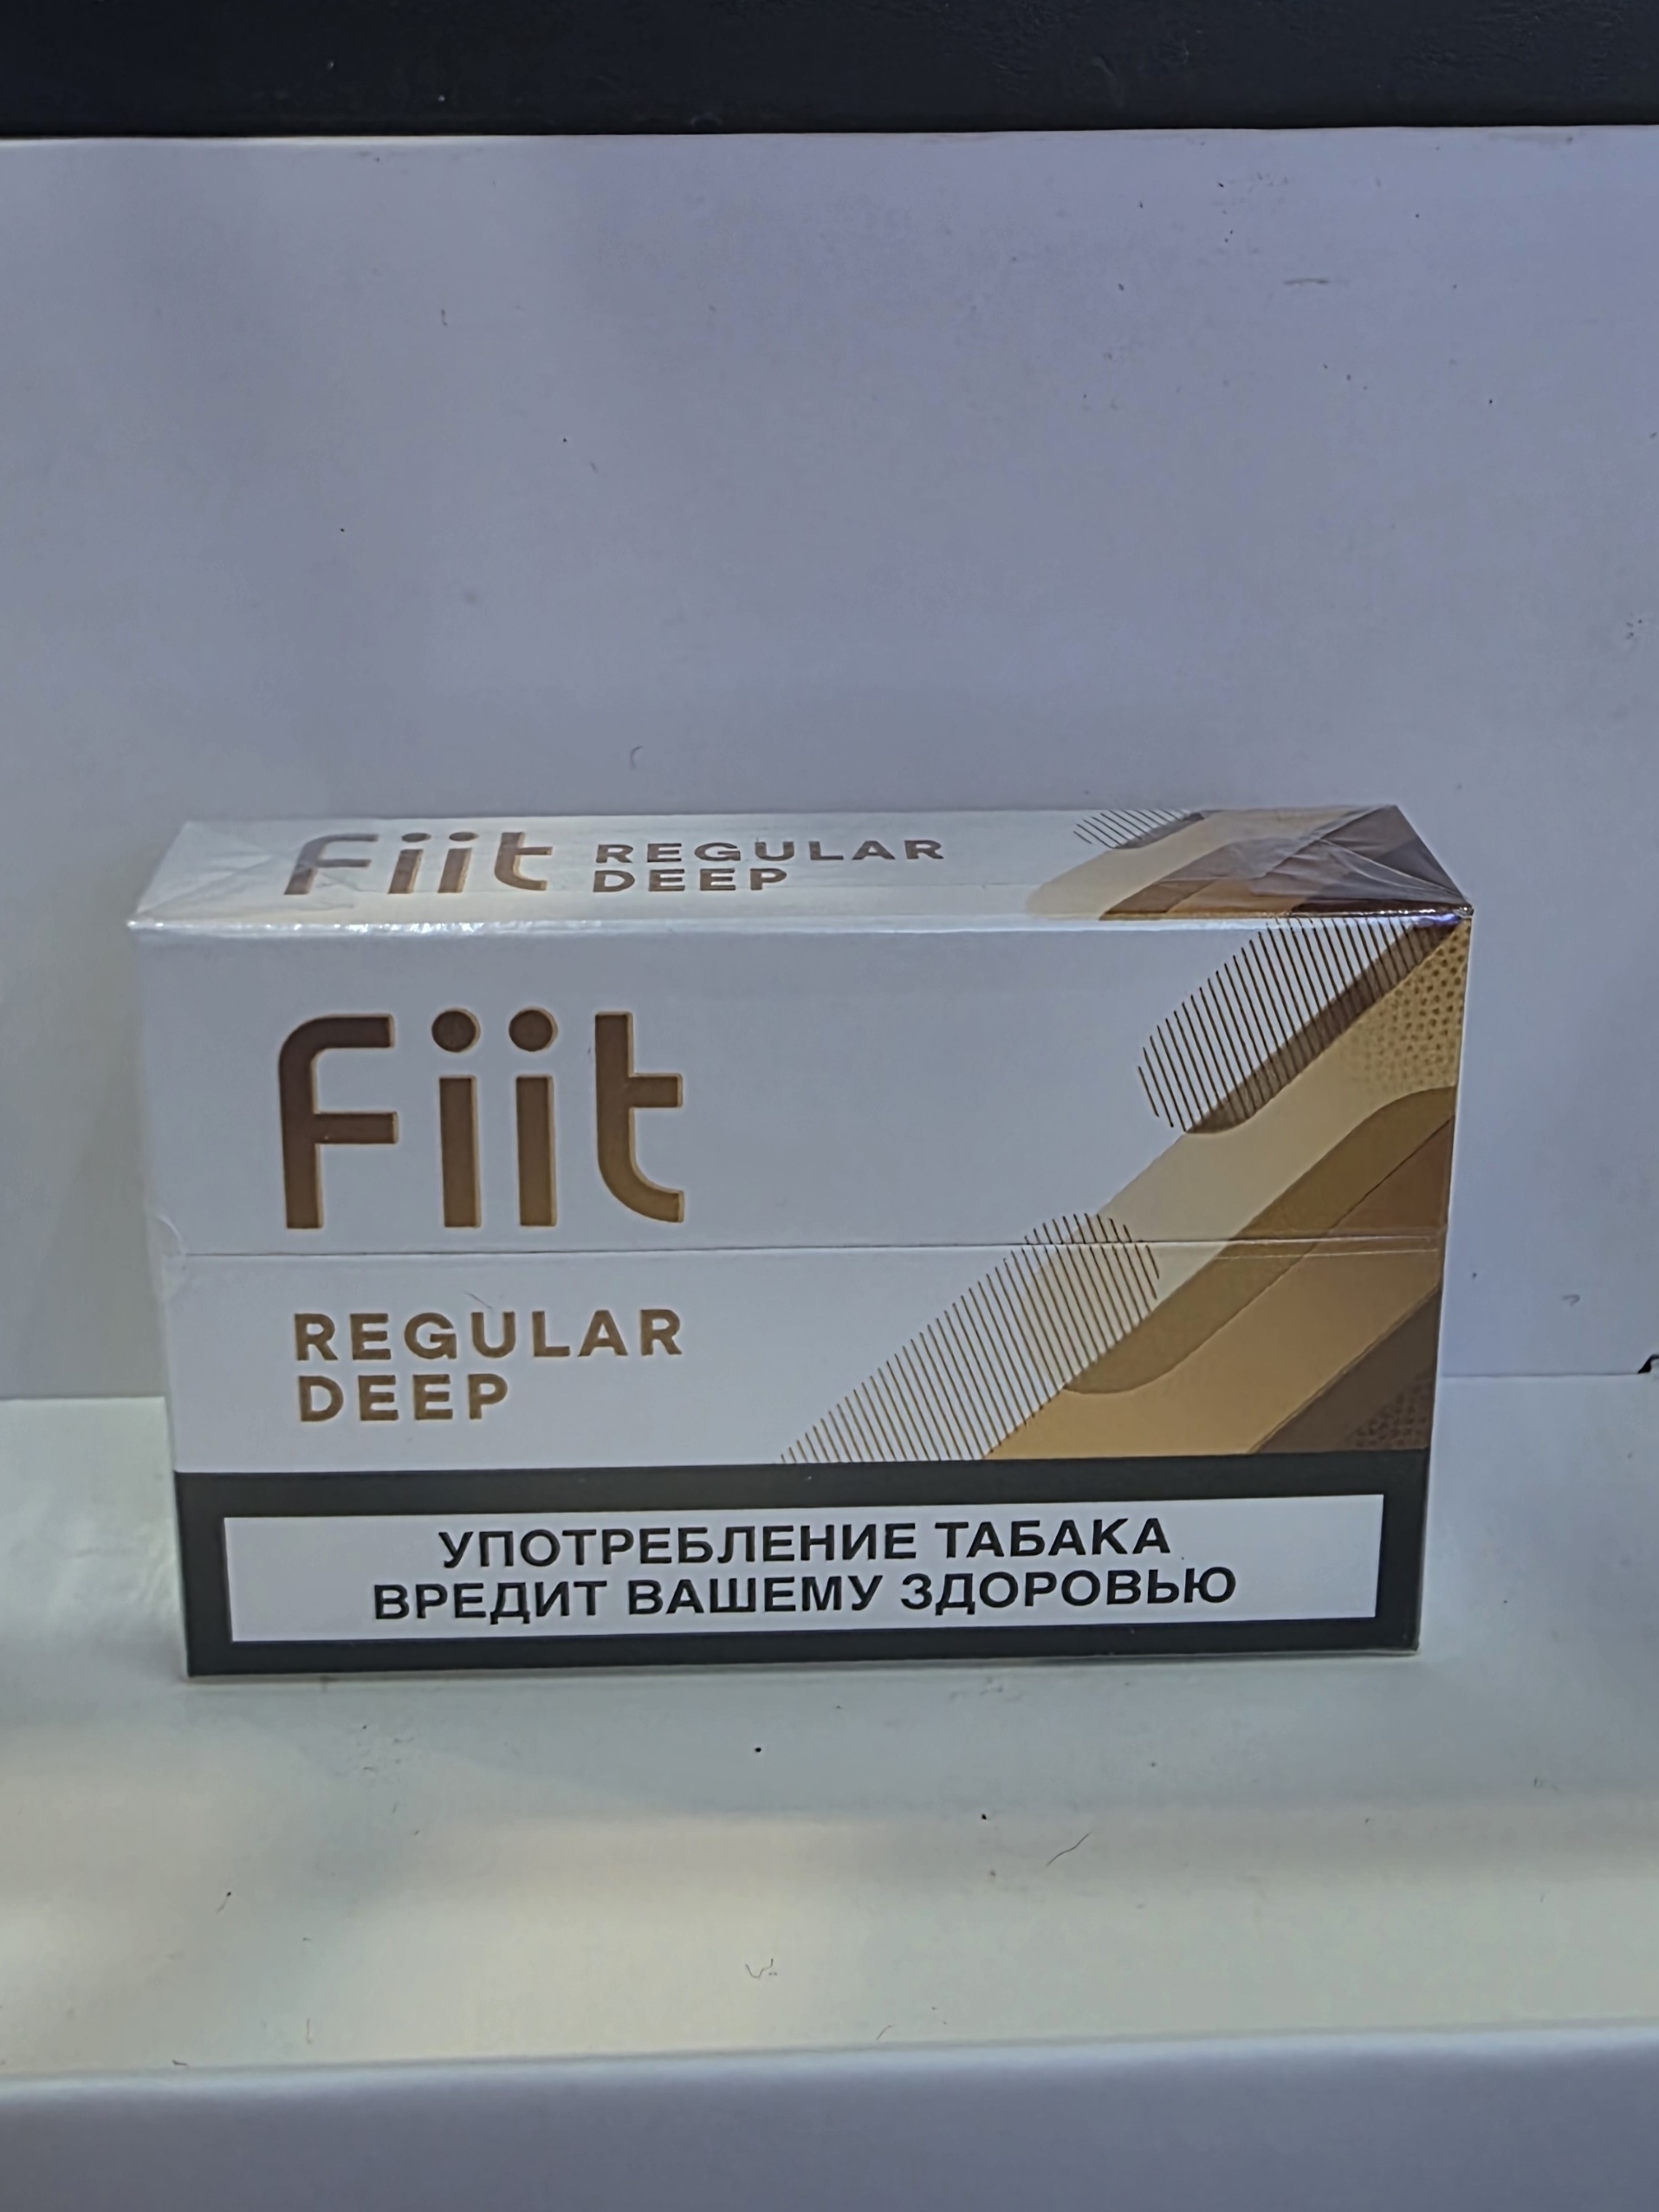 Fiit REGULAR
DEEP
Fiit
REGULAR
DEEP
УПОТРЕБЛЕНИЕ ТАБАКА
ВРЕДИТ ВАШЕМУ ЗДОРОВЬЮ